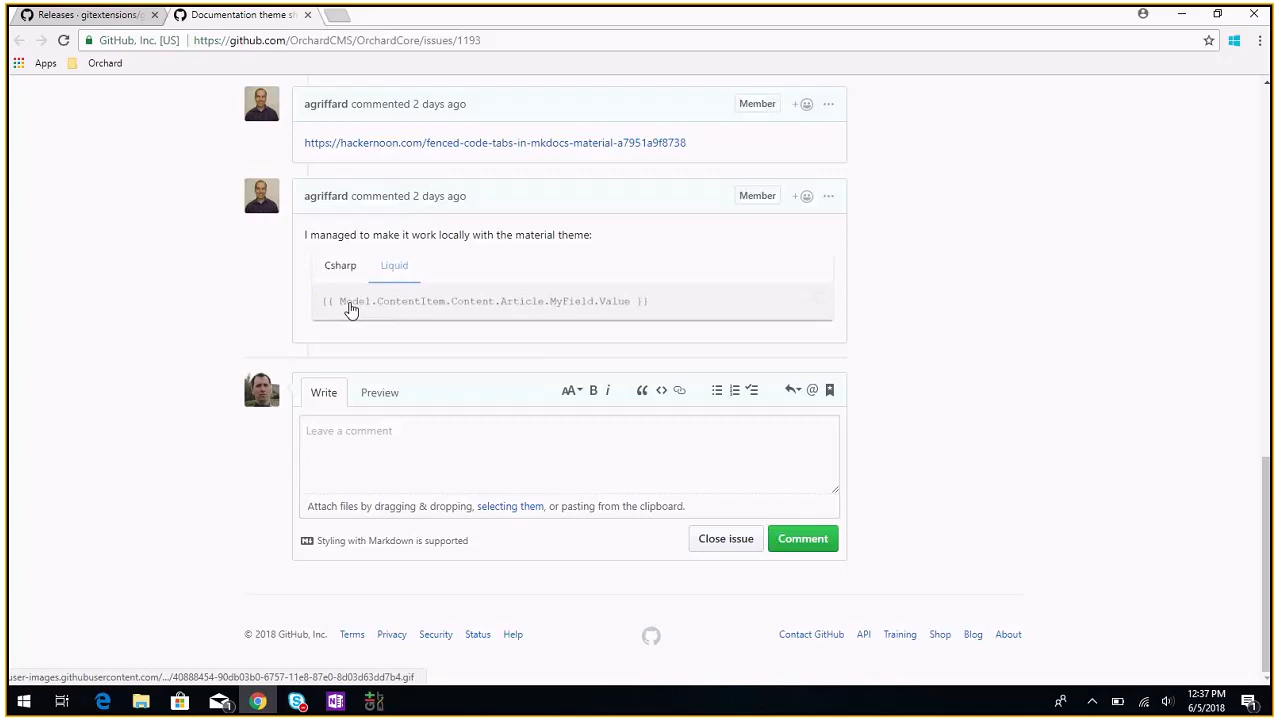 Releases · gitextensions/g
Documentation theme sh
GitHub, Inc. [US]
https://github.com/OrchardCMS/OrchardCore/issues/1193
Apps
Orchard
agriffard commented 2 days ago
Member
https://hackernoon.com/fenced-code-tabs-in-mkdocs-material-a7951a9f8738
agriffard commented 2 days ago
Member
I managed to make it work locally with the material theme:
Csharp
Liquid
{{ Model.ContentItem.Content.Article.MyField.Value }}
Write
Preview
AA
B
i
@
Leave a comment
Attach files by dragging & dropping, selecting them, or pasting from the clipboard.
Styling with Markdown is supported
Close issue
Comment
© 2018 GitHub, Inc.
Terms
Privacy
Security
Status
Help
Contact GitHub
API
Training
Shop
Blog
About
user-images.githubusercontent.com/.../40888454-90db03b0-6757-11e8-87e0-8d03d63dd7b4.gif
12:37 PM
6/5/2018